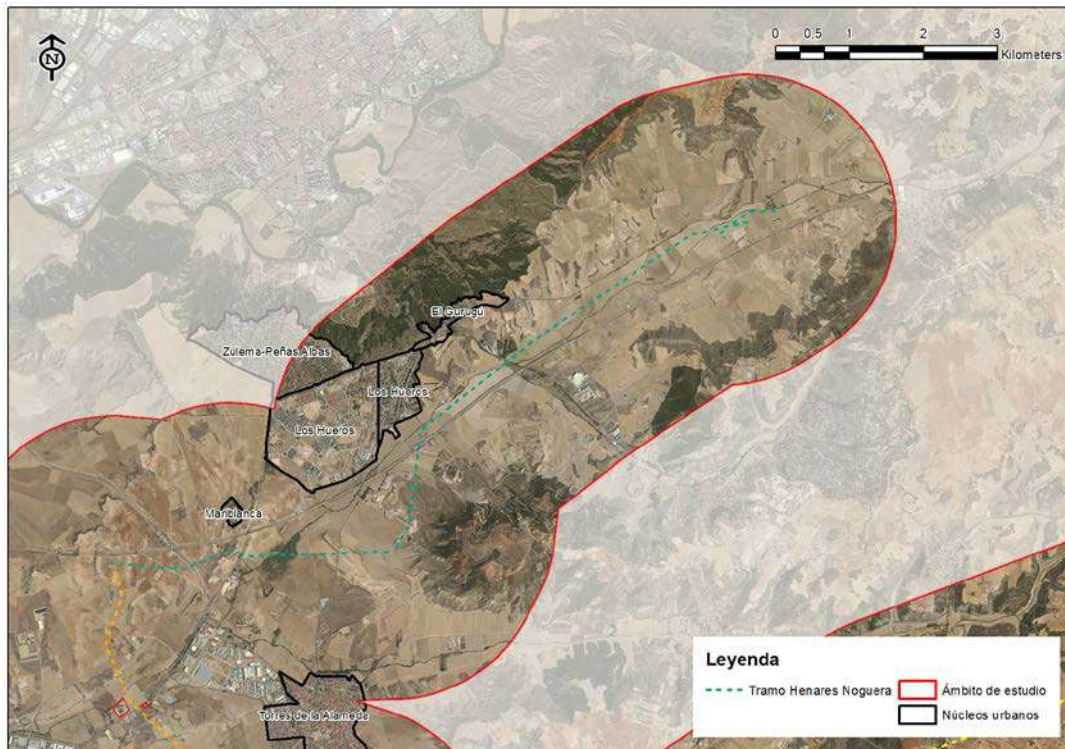 N
0 0,5 1 2 3
Kilometers
El Gurugú
Zulema-Peñas Albas
Los Hueros
Los Hueros
Mariblanca
Torres de la Alameda
Leyenda
Tramo Henares Noguera
Ámbito de estudio
Núcleos urbanos